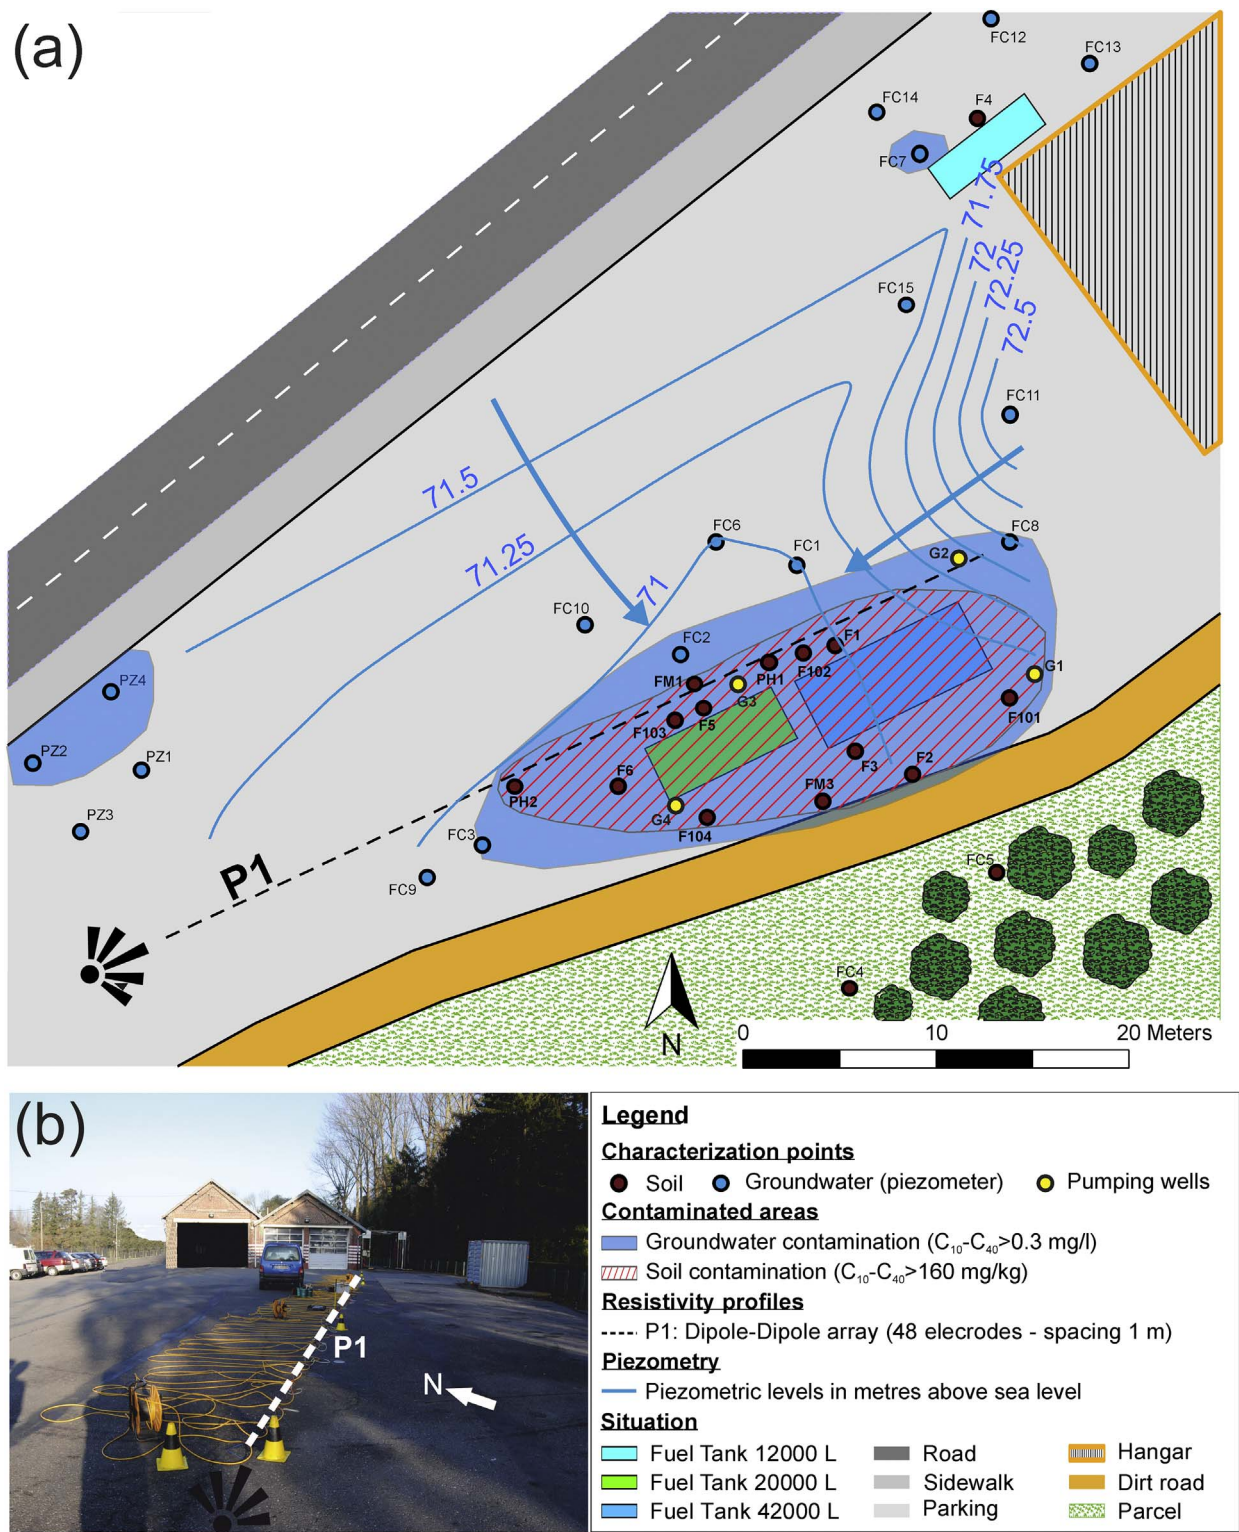 (a)
FC12
FC13
FC14
F4
FC7
71.75
72
72.25
72.5
FC15
FC11
71.5
71.25
71
FC6
FC1
G2
FC8
FC10
FC2
F1
F102
PH1
FM1
G3
G1
F101
F5
F103
F3
F2
F6
PH2
FM3
G4
F104
PZ4
PZ2
PZ1
PZ3
FC3
FC9
P1
FC5
FC4
N
0 10 20 Meters
(b)
P1
N
Legend
Characterization points
Soil Groundwater (piezometer) Pumping wells
Contaminated areas
Groundwater contamination (C₁₀-C₄₀>0.3 mg/l)
Soil contamination (C₁₀-C₄₀>160 mg/kg)
Resistivity profiles
P1: Dipole-Dipole array (48 elecrodes - spacing 1 m)
Piezometry
Piezometric levels in metres above sea level
Situation
Fuel Tank 12000 L Road Hangar
Fuel Tank 20000 L Sidewalk Dirt road
Fuel Tank 42000 L Parking Parcel